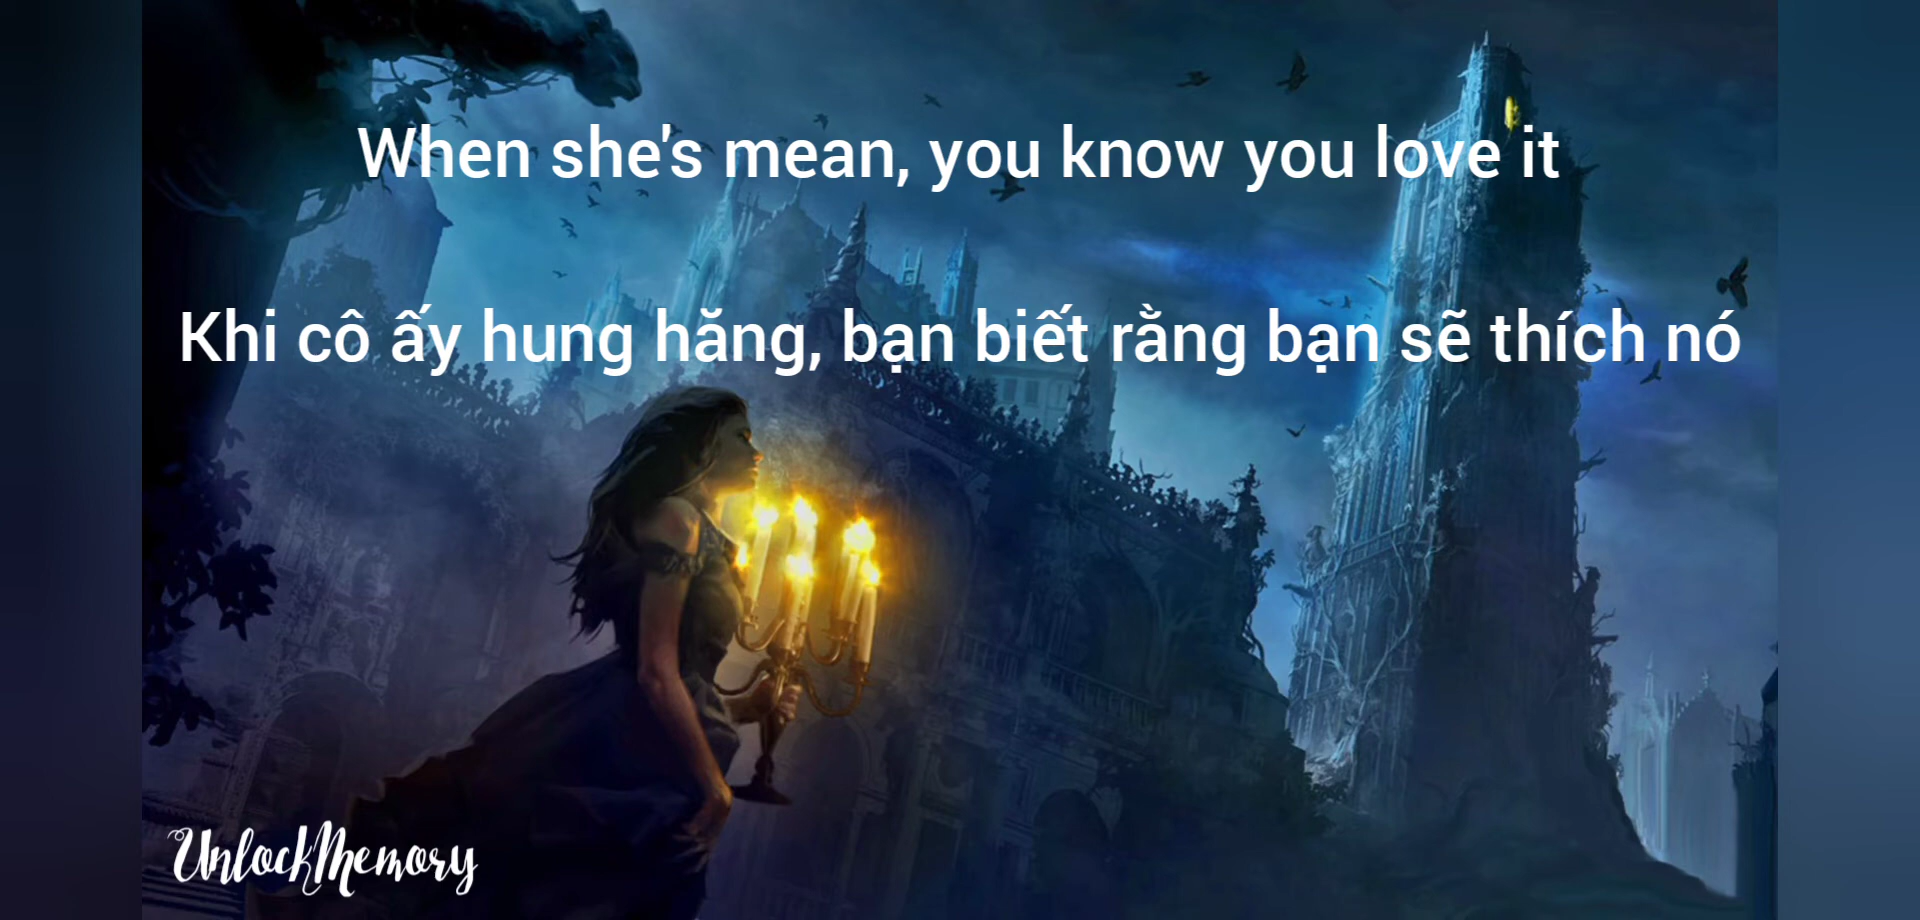 When she's mean, you know you love it
Khi cô ấy hung hăng, bạn biết rằng bạn sẽ thích nó
UnlockMemory